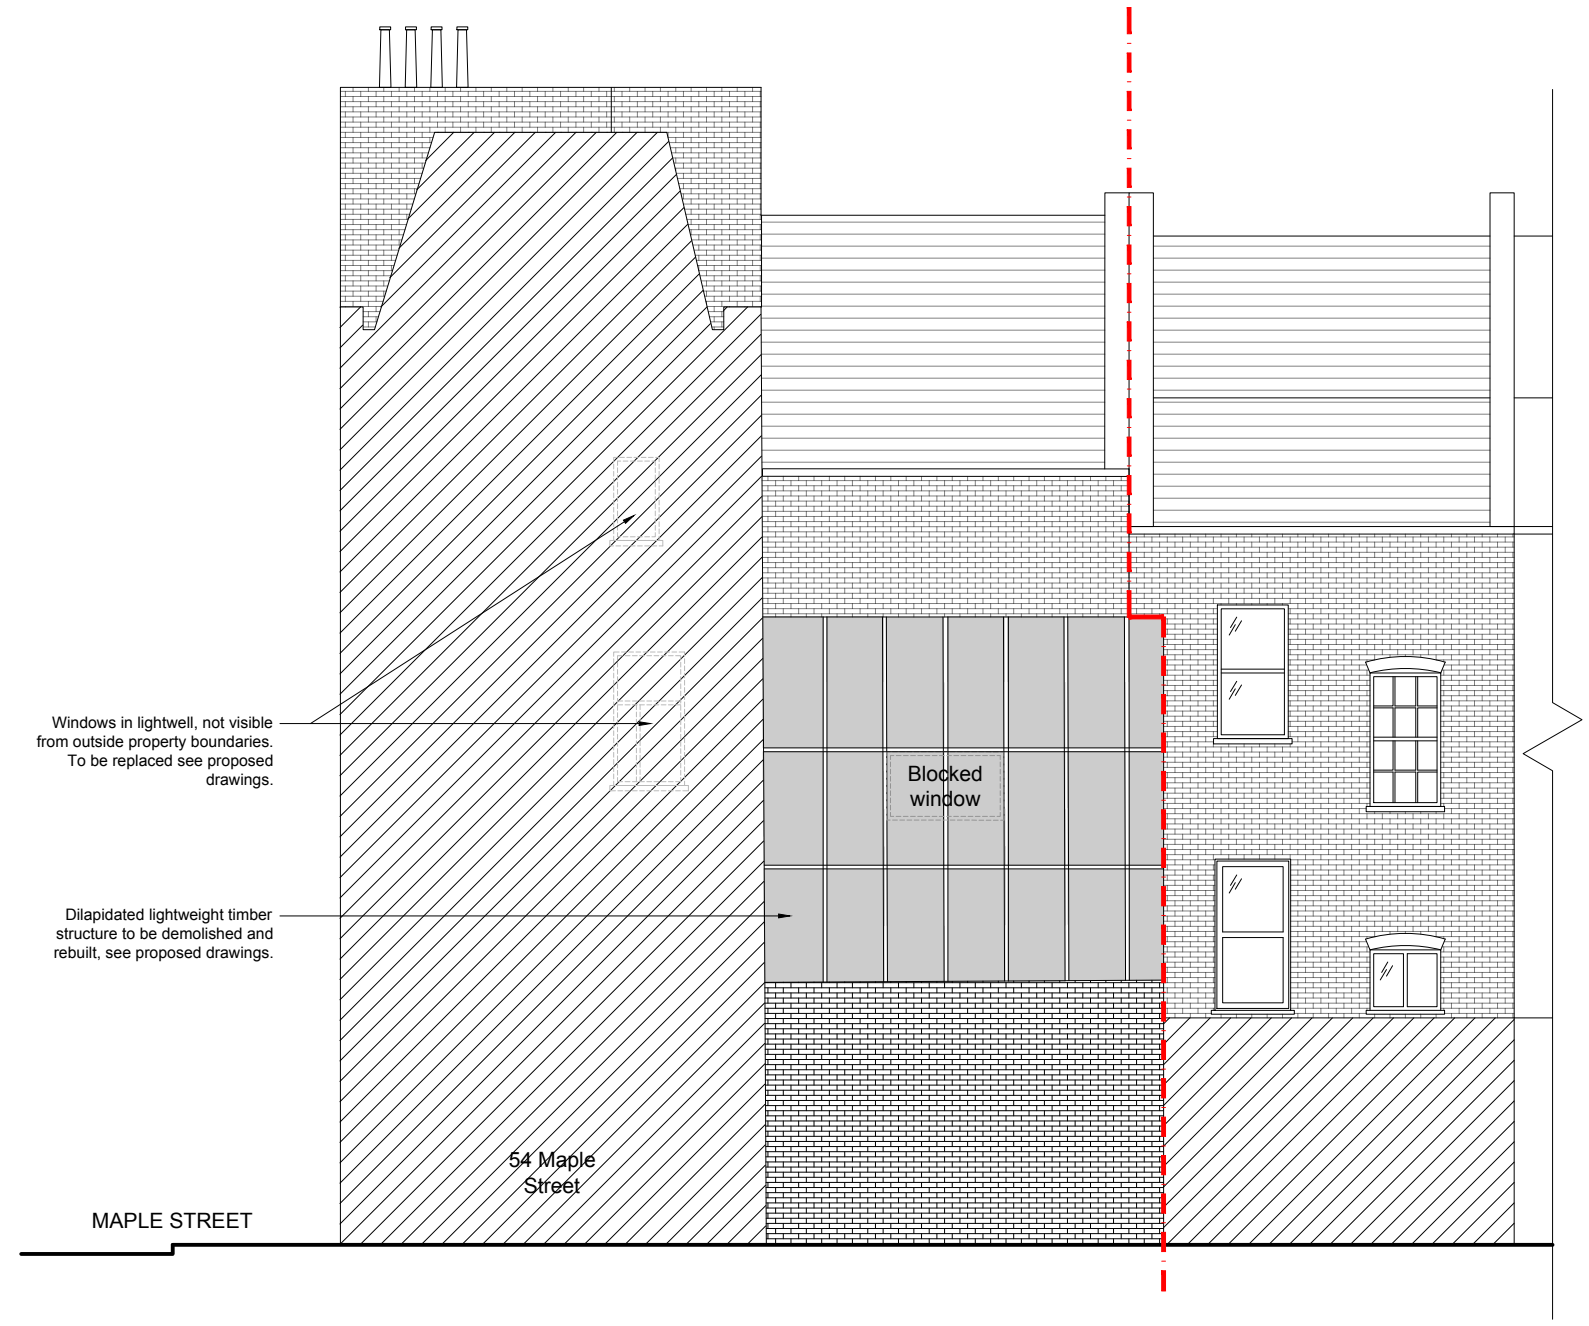 Windows in lightwell, not visible
from outside property boundaries.
To be replaced see proposed
drawings.
Blocked
window
Dilapidated lightweight timber
structure to be demolished and
rebuilt, see proposed drawings.
54 Maple
Street
MAPLE STREET